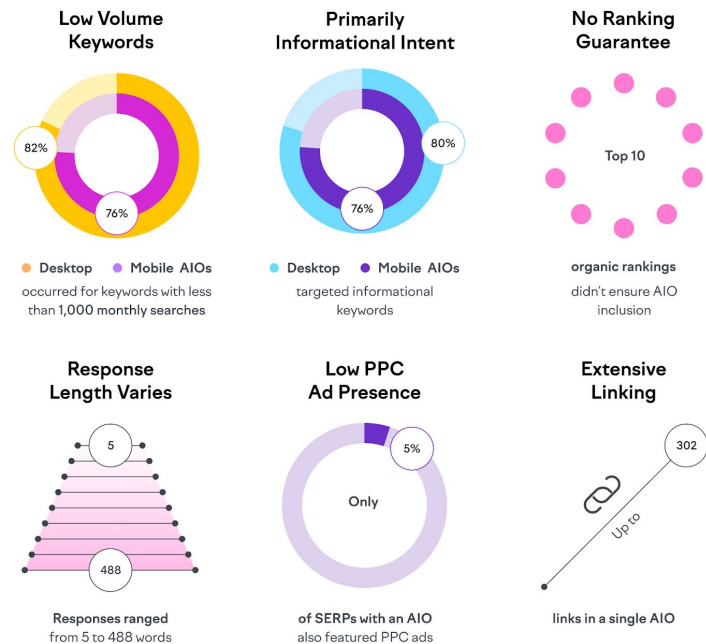 Low Volume
Keywords
82%
76%
Desktop
Mobile AIOs
occurred for keywords with less
than 1,000 monthly searches
Primarily
Informational Intent
80%
76%
Desktop
Mobile AIOs
targeted informational
keywords
No Ranking
Guarantee
Top 10
organic rankings
didn't ensure AIO
inclusion
Response
Length Varies
5
488
Responses ranged
from 5 to 488 words
Low PPC
Ad Presence
5%
Only
of SERPs with an AIO
also featured PPC ads
Extensive
Linking
302
Up to
links in a single AIO